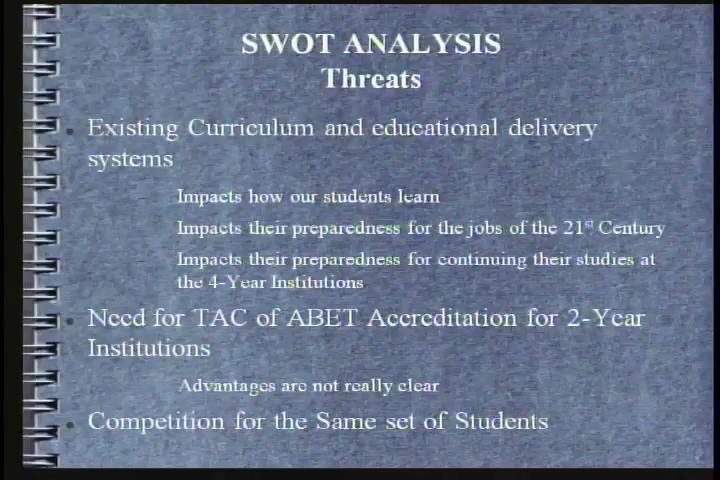 SWOT ANALYSIS
Threats
Existing Curriculum and educational delivery
systems
Impacts how our students learn
Impacts their preparedness for the jobs of the 21st Century
Impacts their preparedness for continuing their studies at
the 4-Year Institutions
Need for TAC of ABET Accreditation for 2-Year
Institutions
Advantages are not really clear
Competition for the Same set of Students